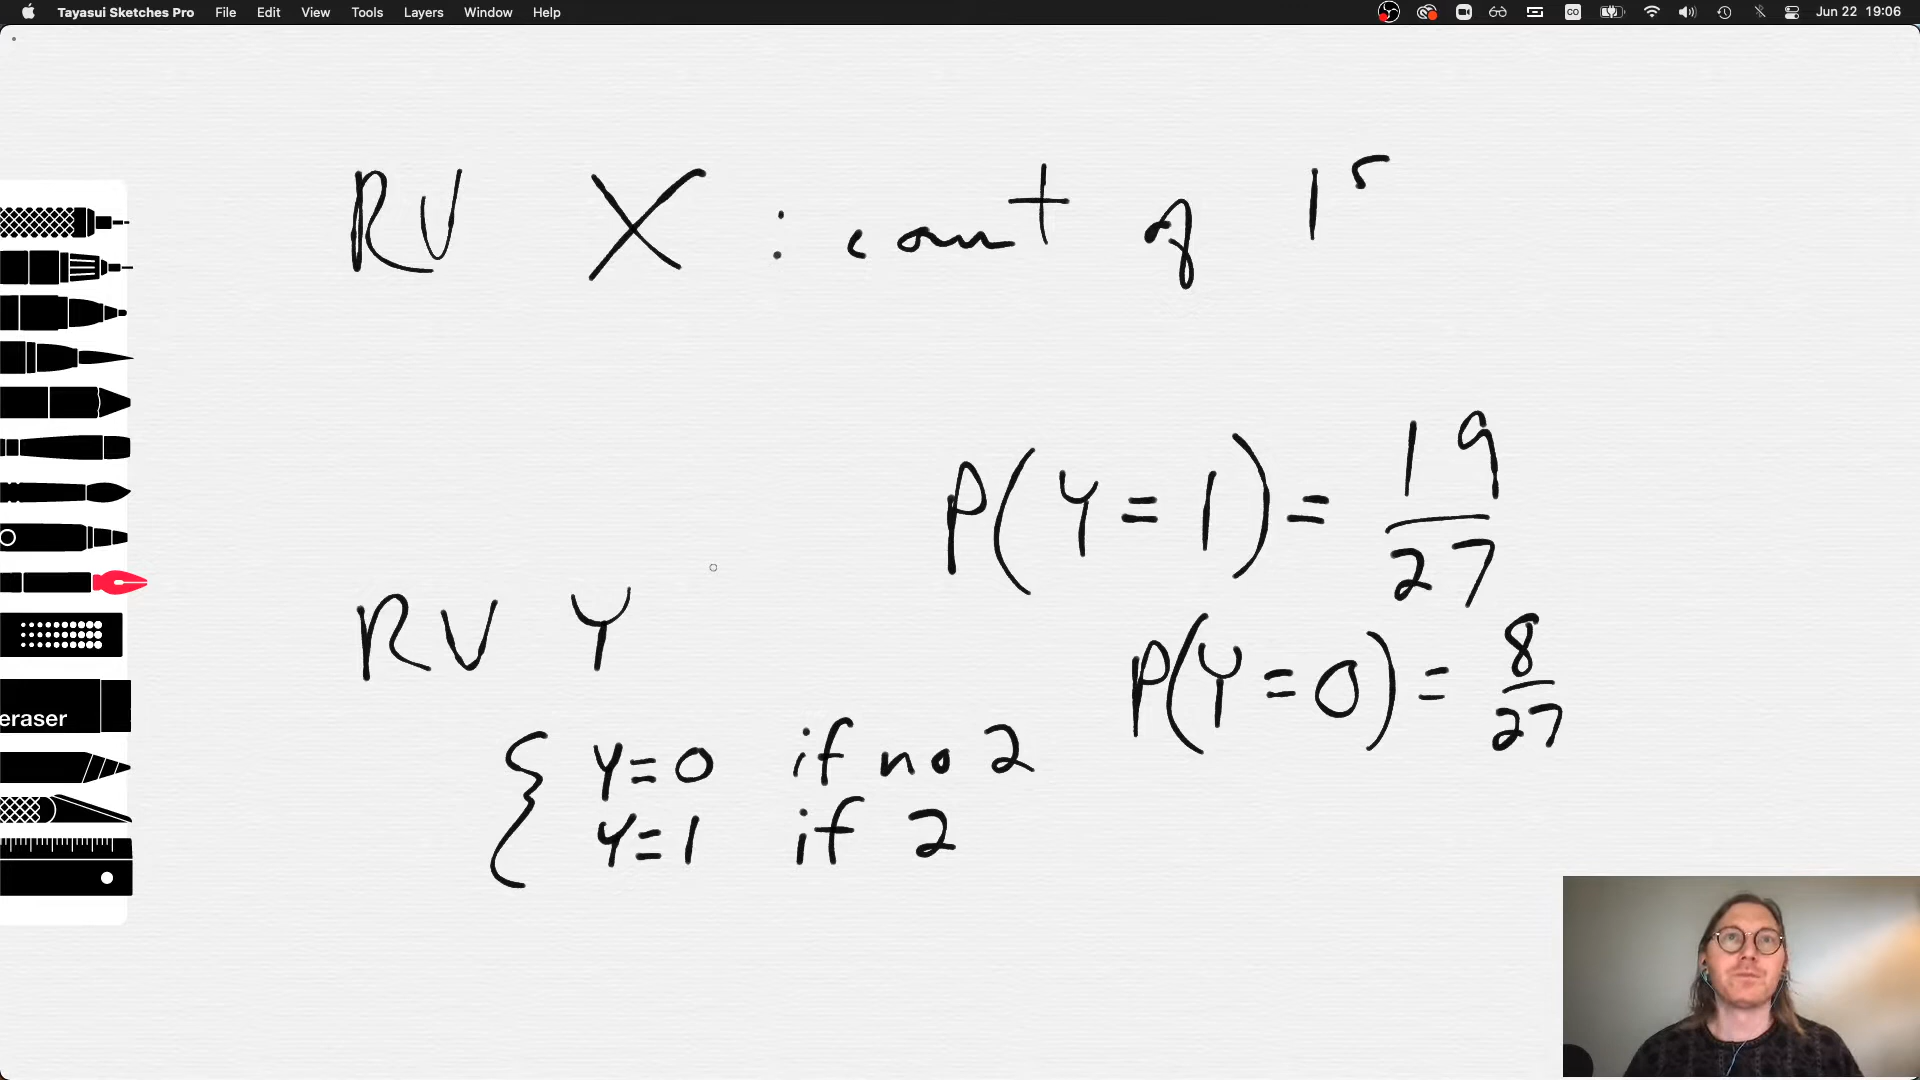 Tayasui Sketches Pro File Edit View Tools Layers Window Help Jun 22 19:06
RV X : count of 1s
P(Y = 1) = 19/27
RV Y
P(Y = 0) = 8/27
{ Y=0 if no 2
Y=1 if 2
eraser